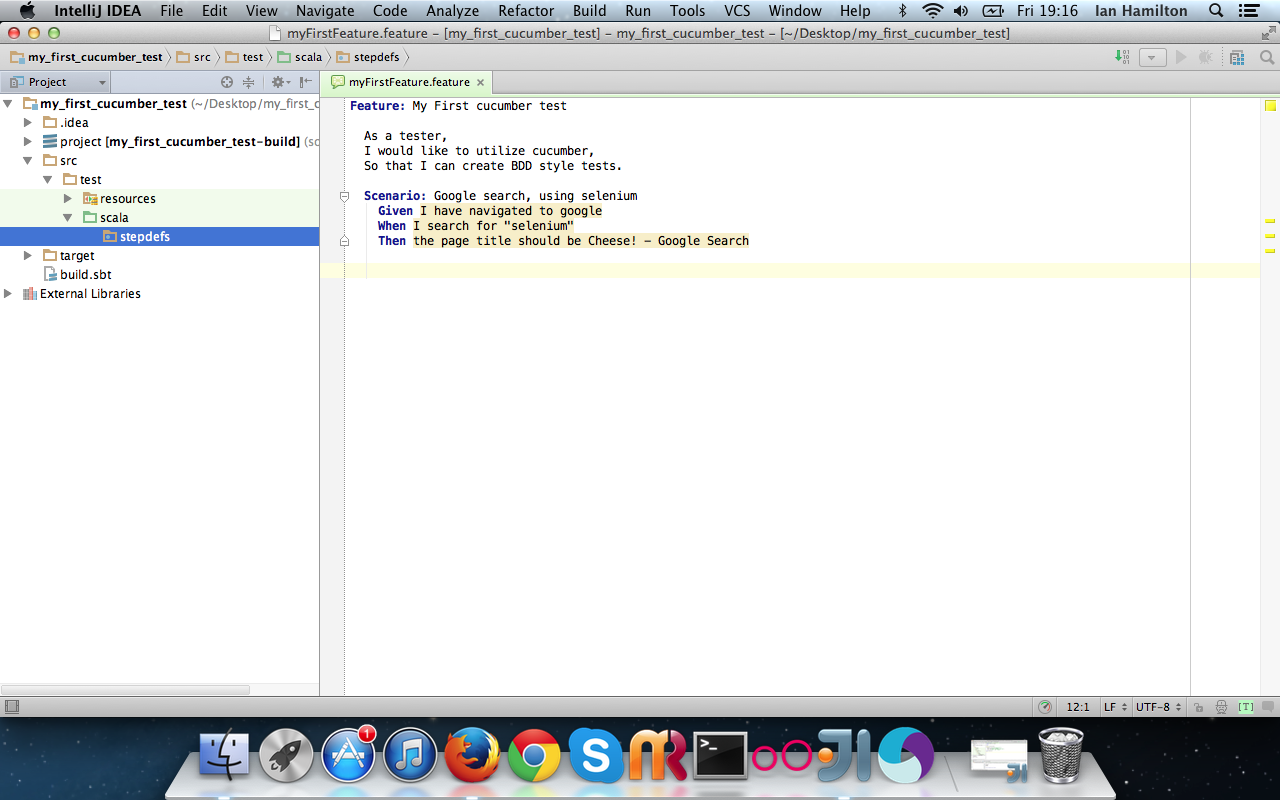 IntelliJ IDEA File Edit View Navigate Code Analyze Refactor Build Run Tools VCS Window Help Fri 19:16 Ian Hamilton
myFirstFeature.feature - [my_first_cucumber_test] - my_first_cucumber_test - [~/Desktop/my_first_cucumber_test]
my_first_cucumber_test src test scala stepdefs
Project
myFirstFeature.feature
my_first_cucumber_test (~/Desktop/my_first_c
.idea
project [my_first_cucumber_test-build] (sc
src
test
resources
scala
stepdefs
target
build.sbt
External Libraries
Feature: My First cucumber test
As a tester,
I would like to utilize cucumber,
So that I can create BDD style tests.
Scenario: Google search, using selenium
Given I have navigated to google
When I search for "selenium"
Then the page title should be Cheese! - Google Search
12:1 LF UTF-8 [T]
1